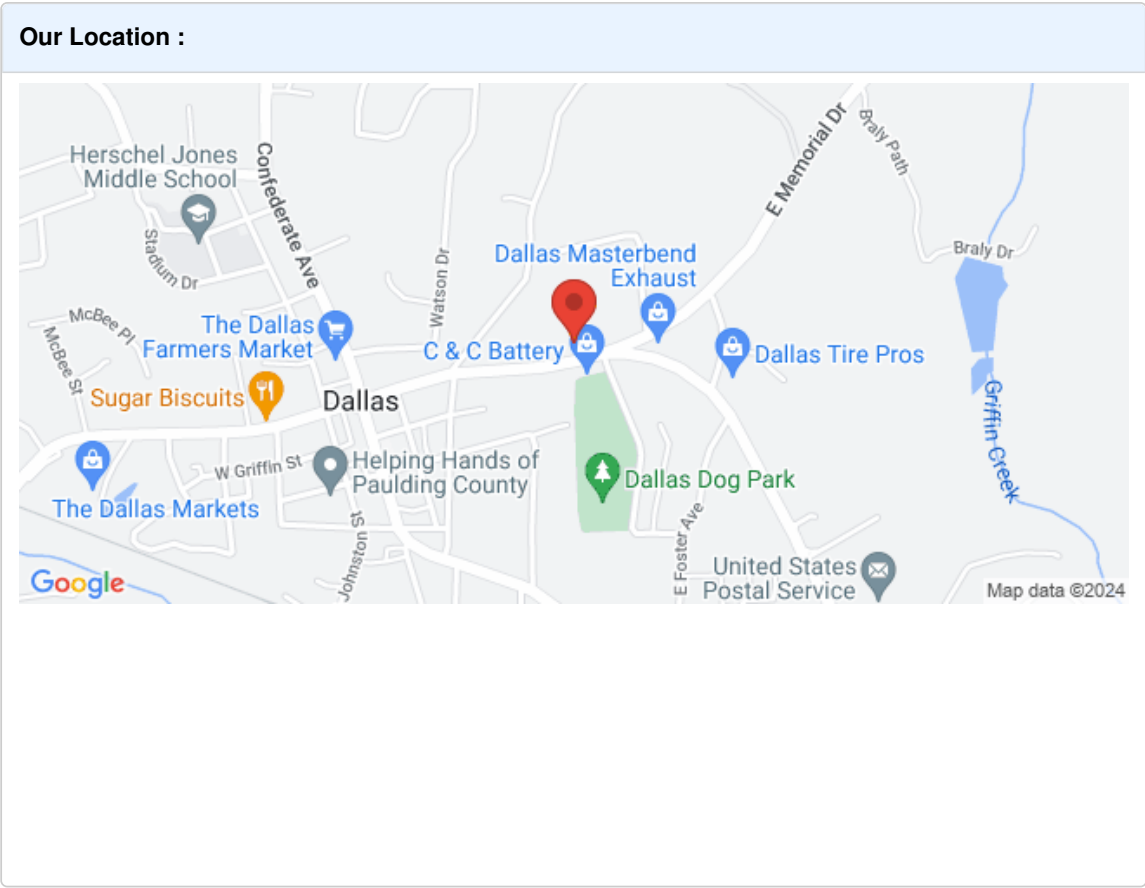 Our Location :
Herschel Jones
Middle School
Confederate Ave
E Memorial Dr
Braly Path
Stadium Dr
Watson Dr
Dallas Masterbend
Exhaust
Braly Dr
McBee Pl
McBee St
The Dallas
Farmers Market
C & C Battery
Dallas Tire Pros
Sugar Biscuits
Dallas
Griffin Creek
W Griffin St
Helping Hands of
Paulding County
Dallas Dog Park
The Dallas Markets
Johnston St
E Foster Ave
United States
Postal Service
Google
Map data ©2024